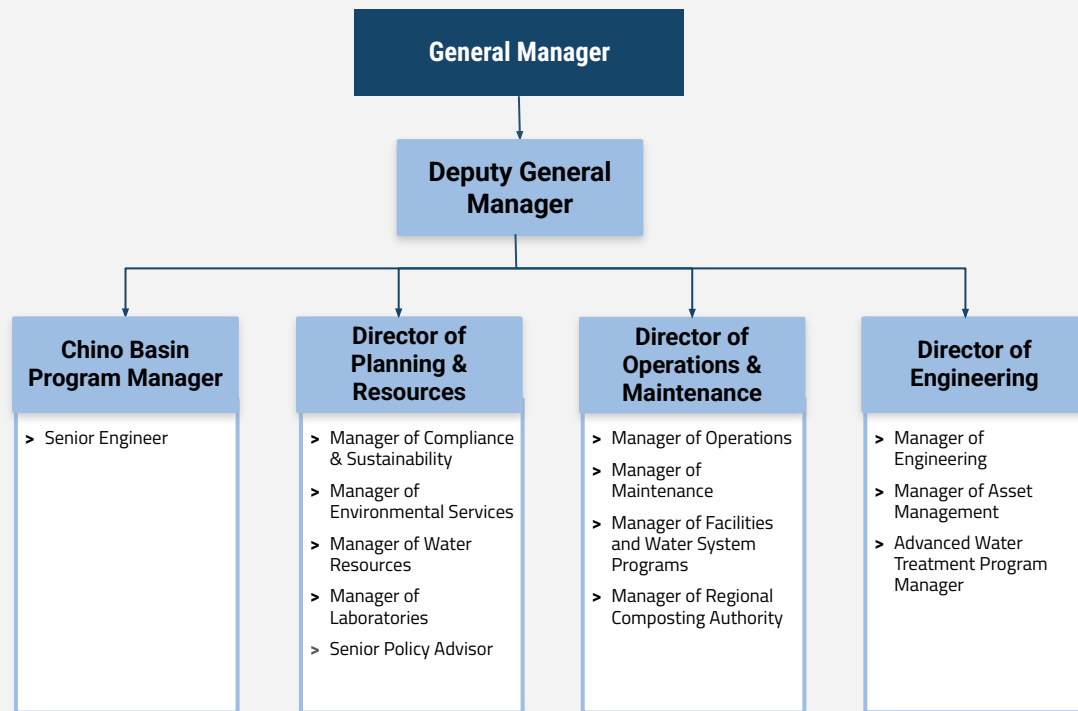 General Manager
Deputy General
Manager
Chino Basin
Program Manager
> Senior Engineer
Director of
Planning &
Resources
> Manager of Compliance
& Sustainability
> Manager of
Environmental Services
> Manager of Water
Resources
> Manager of
Laboratories
> Senior Policy Advisor
Director of
Operations &
Maintenance
> Manager of Operations
> Manager of
Maintenance
> Manager of Facilities
and Water System
Programs
> Manager of Regional
Composting Authority
Director of
Engineering
> Manager of
Engineering
> Manager of Asset
Management
> Advanced Water
Treatment Program
Manager